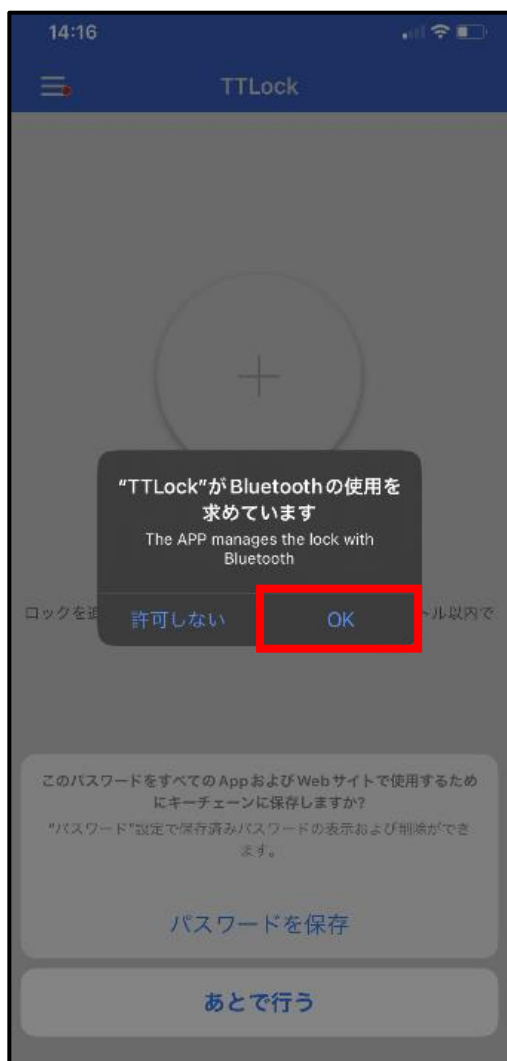 14:16
TTLock
"TTLock"がBluetoothの使用を
求めています
The APP manages the lock with
Bluetooth
ロックを追
トル以内で
許可しない
OK
このパスワードをすべてのAppおよびWebサイトで使用するため
にキーチェーンに保存しますか?
"パスワード"設定で保存済みパスワードの表示および削除ができ
ます。
パスワードを保存
あとで行う